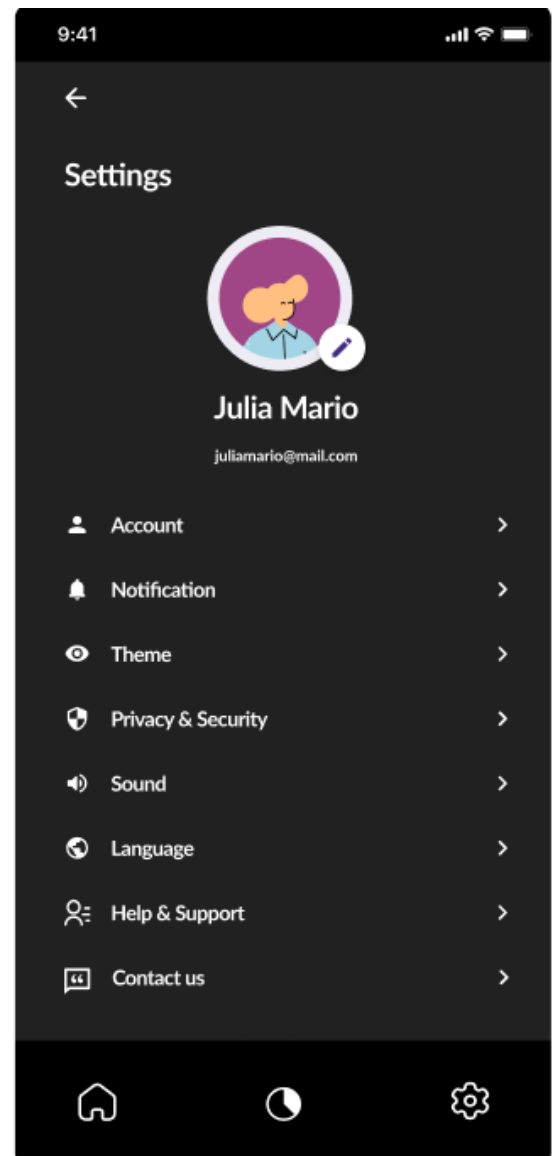 9:41
Settings
Julia Mario
juliamario@mail.com
Account
Notification
Theme
Privacy & Security
Sound
Language
Help & Support
Contact us